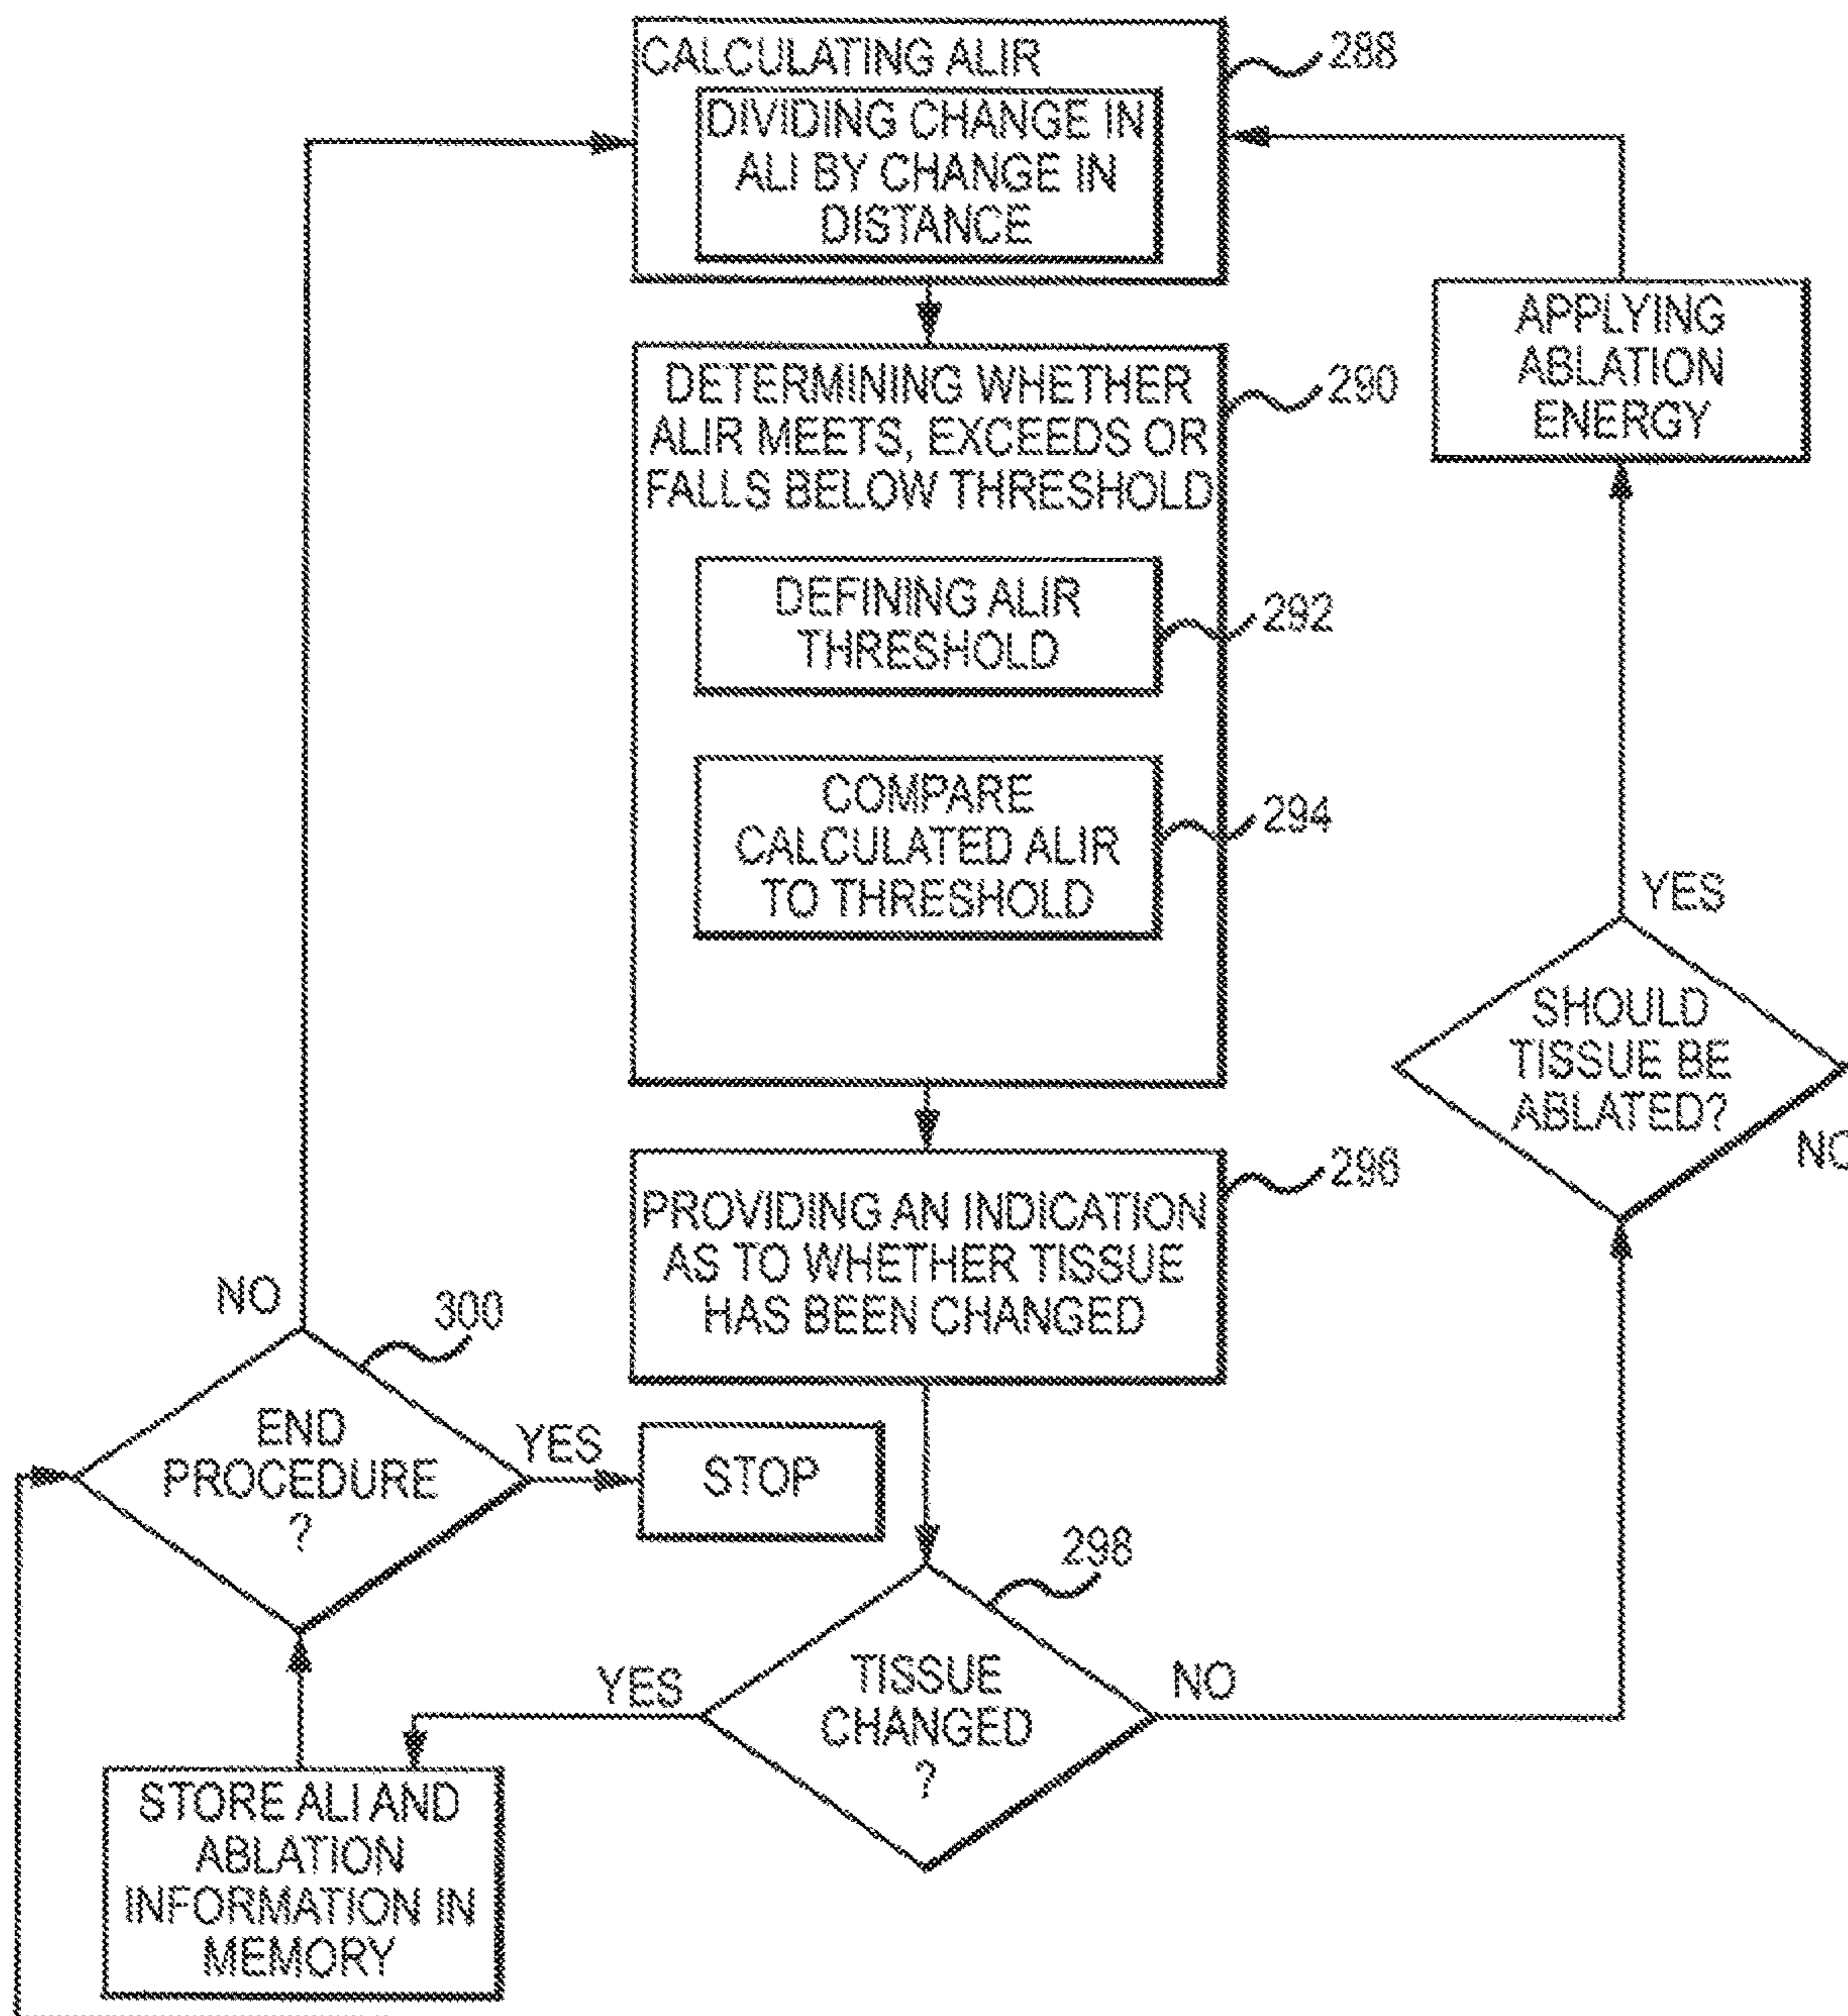 CALCULATING ALIR
288
DIVIDING CHANGE IN
ALI BY CHANGE IN
DISTANCE
DETERMINING WHETHER
ALIR MEETS, EXCEEDS OR
FALLS BELOW THRESHOLD
290
DEFINING ALIR
THRESHOLD
292
COMPARE
CALCULATED ALIR
TO THRESHOLD
294
APPLYING
ABLATION
ENERGY
YES
SHOULD
TISSUE BE
ABLATED?
NO
PROVIDING AN INDICATION
AS TO WHETHER TISSUE
HAS BEEN CHANGED
296
NO
300
END
PROCEDURE
?
YES
STOP
298
TISSUE
CHANGED
?
YES
NO
STORE ALI AND
ABLATION
INFORMATION IN
MEMORY